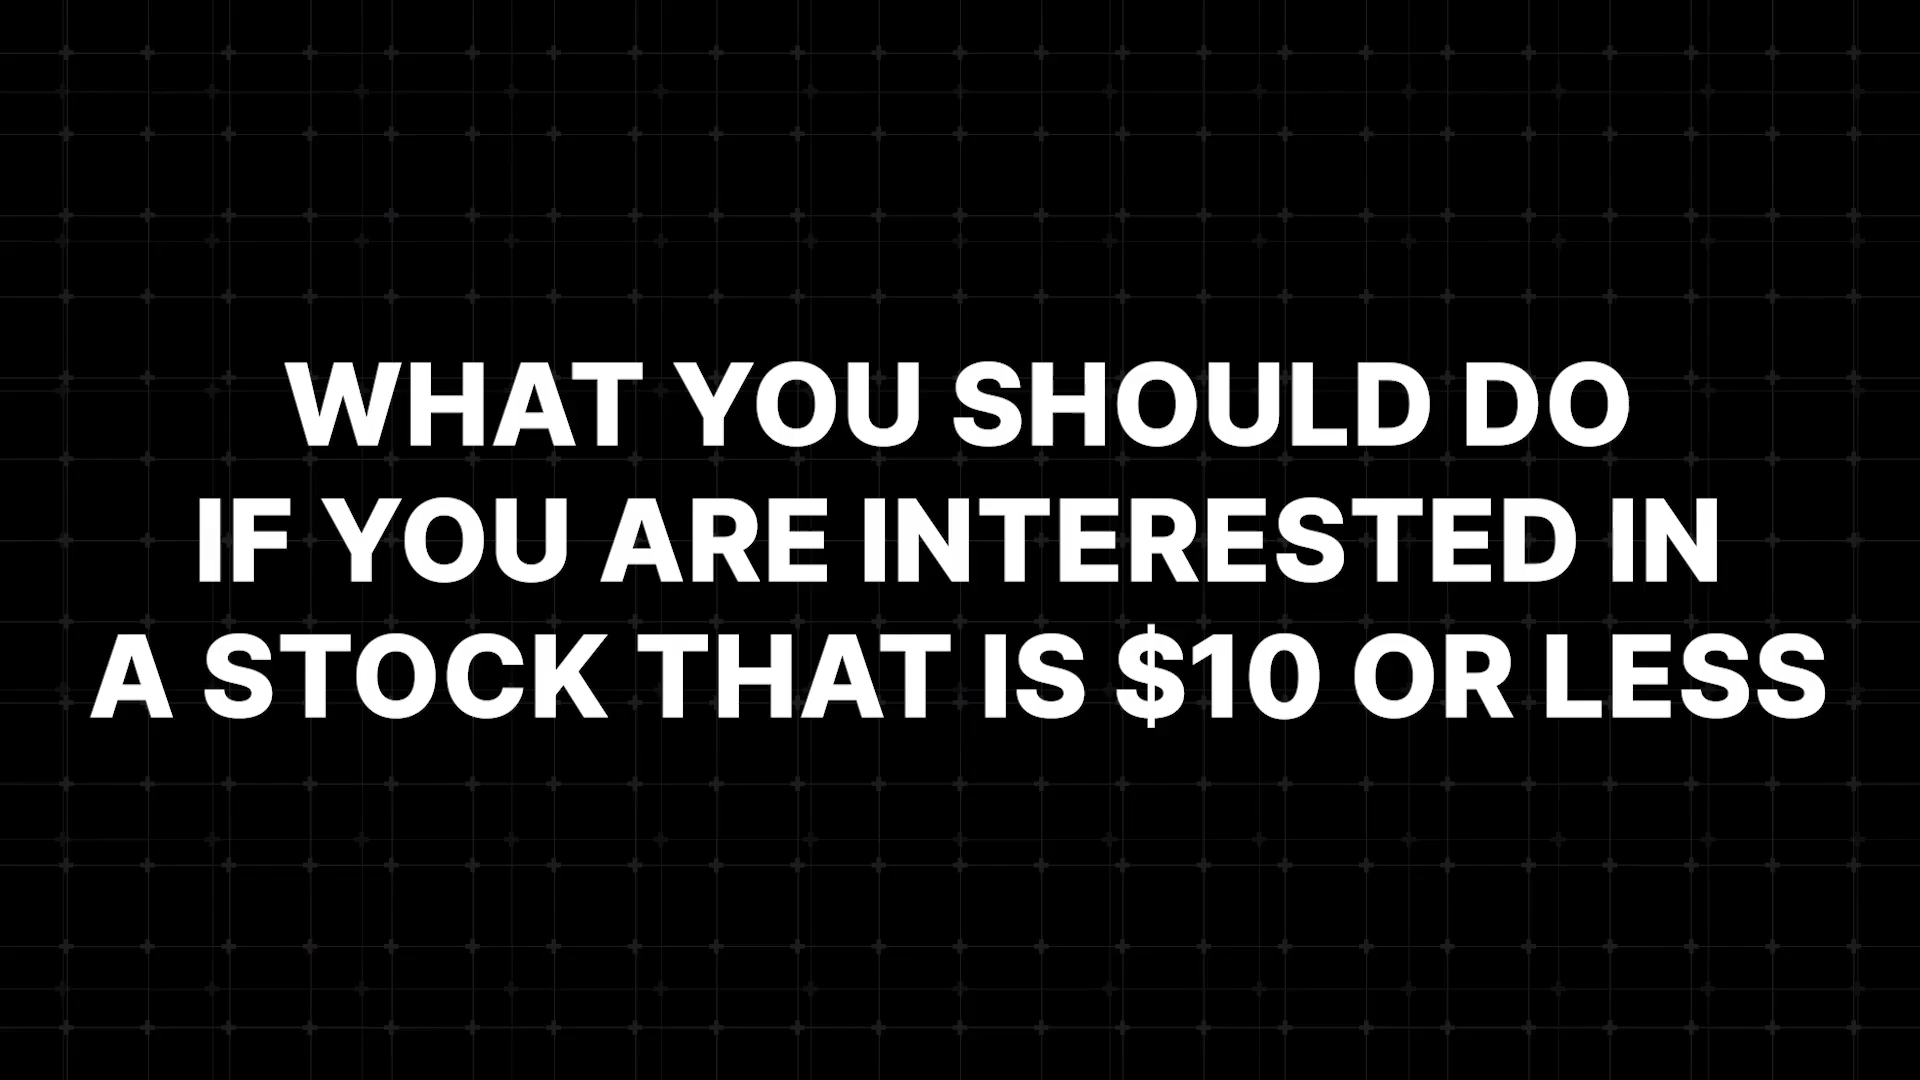 WHAT YOU SHOULD DO
IF YOU ARE INTERESTED IN
A STOCK THAT IS $10 OR LESS